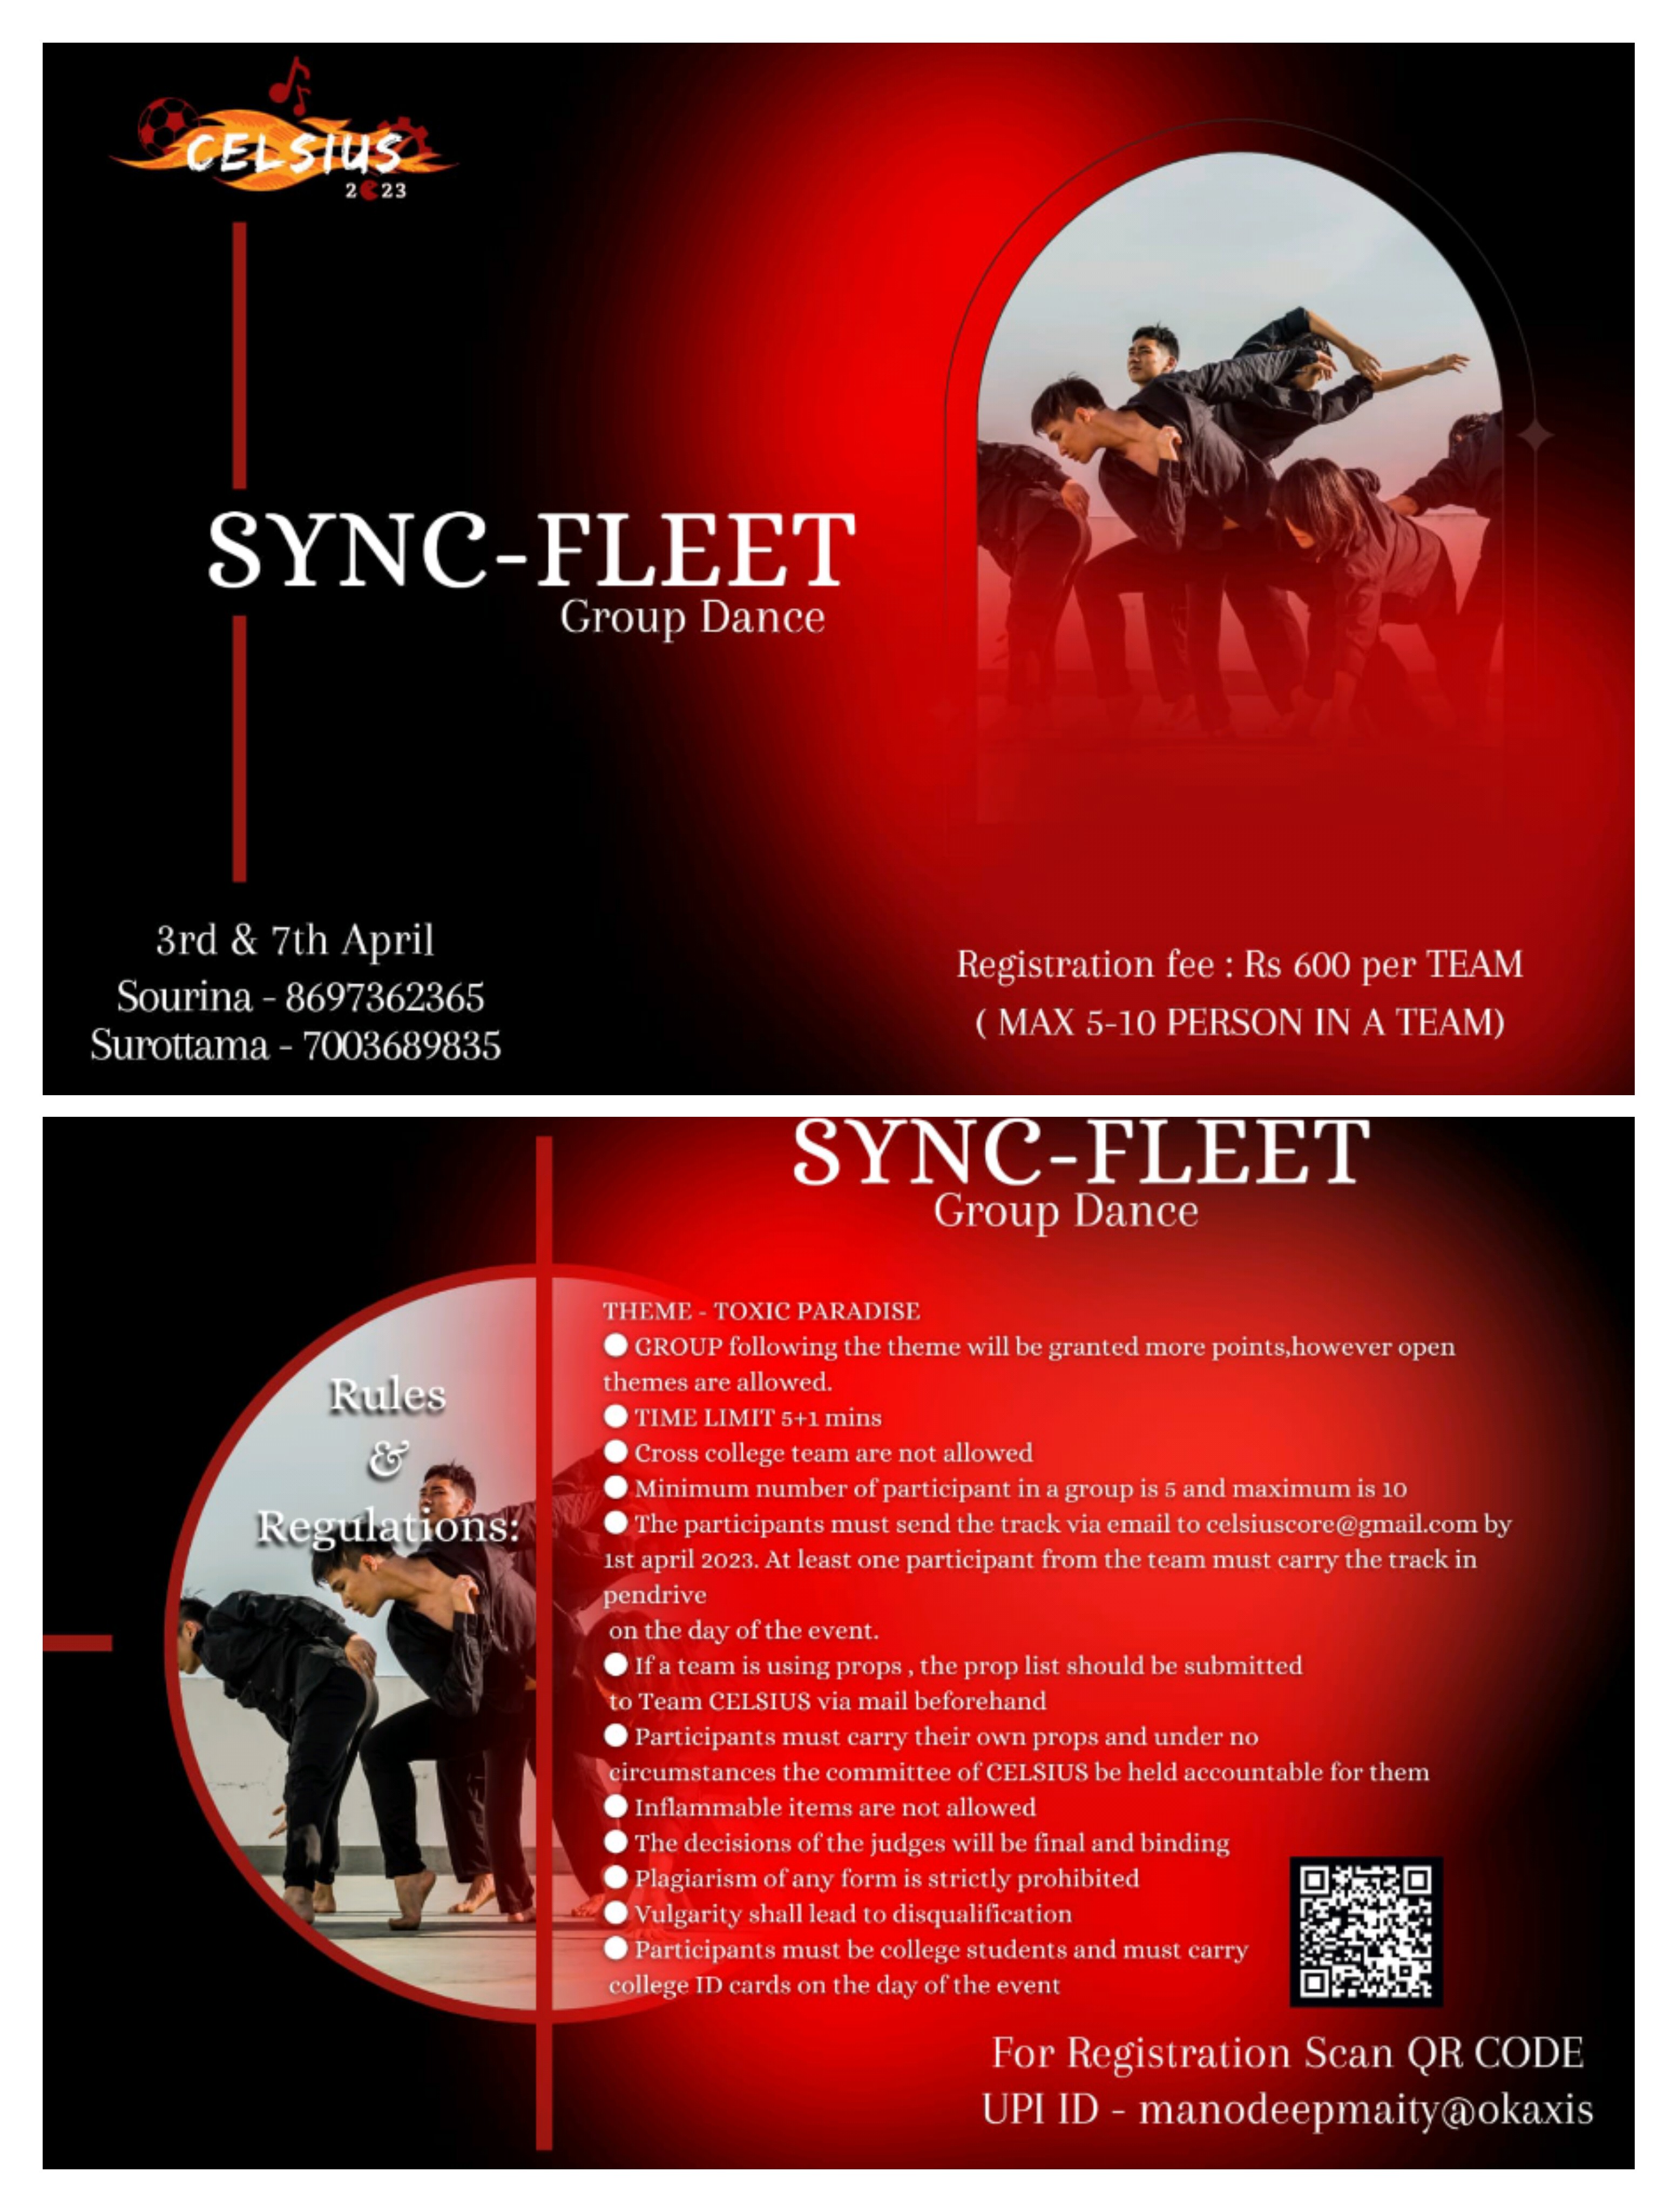 CELSIUS
2023
SYNC-FLEET
Group Dance
3rd & 7th April
Sourina - 8697362365
Surottama - 7003689835
Registration fee : Rs 600 per TEAM
( MAX 5-10 PERSON IN A TEAM)
SYNC-FLEET
Group Dance
Rules
&
Regulations:
THEME - TOXIC PARADISE
● GROUP following the theme will be granted more points,however open
themes are allowed.
● TIME LIMIT 5+1 mins
● Cross college team are not allowed
● Minimum number of participant in a group is 5 and maximum is 10
● The participants must send the track via email to celsiuscore@gmail.com by
1st april 2023. At least one participant from the team must carry the track in
pendrive
on the day of the event.
● If a team is using props , the prop list should be submitted
to Team CELSIUS via mail beforehand
● Participants must carry their own props and under no
circumstances the committee of CELSIUS be held accountable for them
● Inflammable items are not allowed
● The decisions of the judges will be final and binding
● Plagiarism of any form is strictly prohibited
● Vulgarity shall lead to disqualification
● Participants must be college students and must carry
college ID cards on the day of the event
For Registration Scan QR CODE
UPI ID - manodeepmaity@okaxis